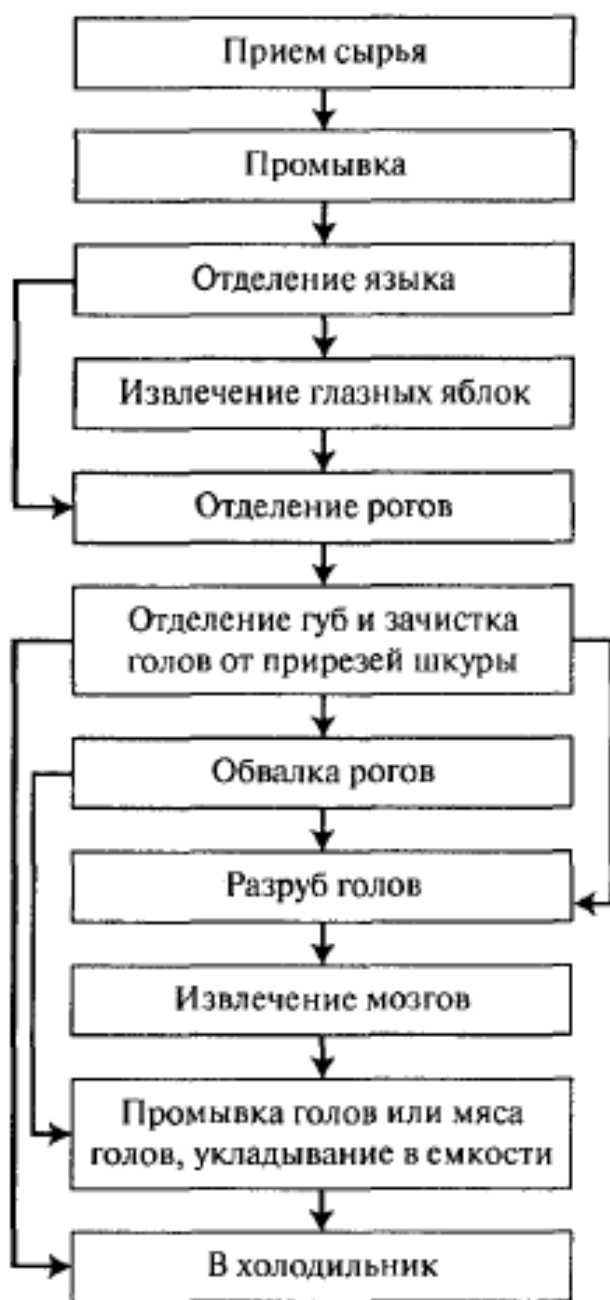 Прием сырья
Промывка
Отделение языка
Извлечение глазных яблок
Отделение рогов
Отделение губ и зачистка
голов от прирезей шкуры
Обвалка рогов
Разруб голов
Извлечение мозгов
Промывка голов или мяса
голов, укладывание в емкости
В холодильник